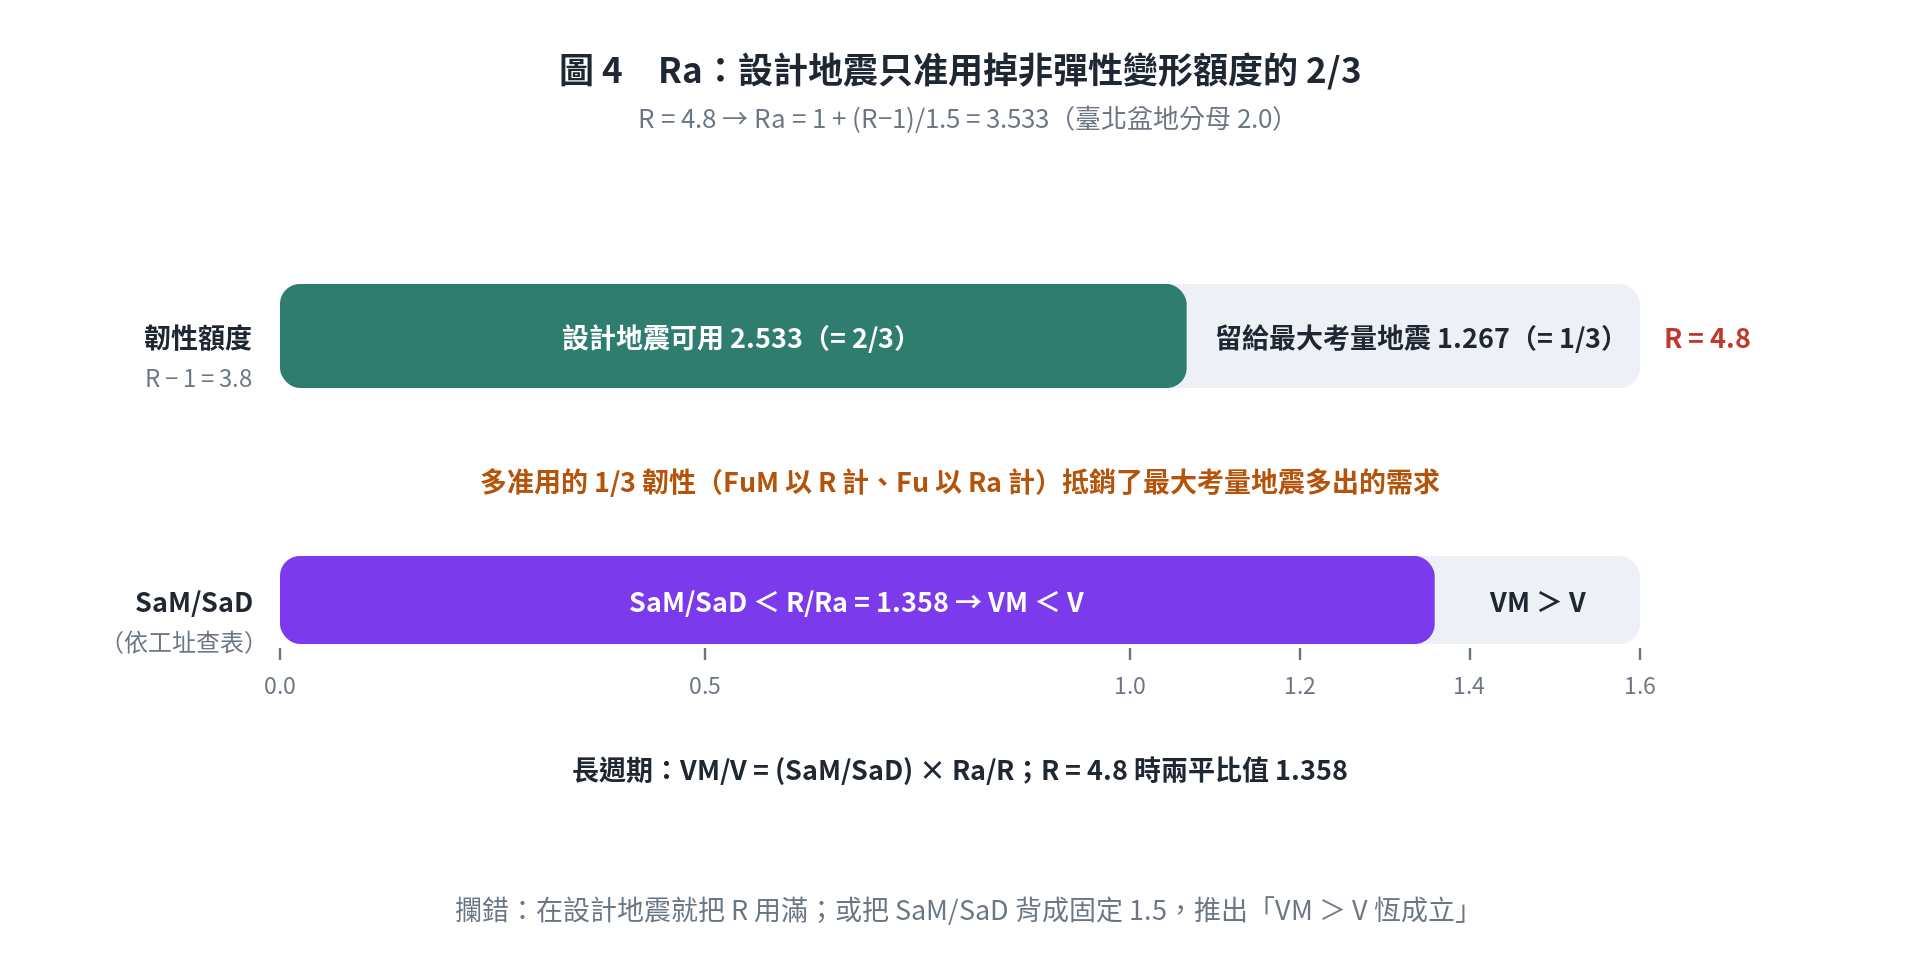 圖 4　Ra：設計地震只准用掉非彈性變形額度的 2/3
R = 4.8 → Ra = 1 + (R−1)/1.5 = 3.533（臺北盆地分母 2.0）
韌性額度
R − 1 = 3.8
設計地震可用 2.533（= 2/3）
留給最大考量地震 1.267（= 1/3）
R = 4.8
多准用的 1/3 韌性（FuM 以 R 計、Fu 以 Ra 計）抵銷了最大考量地震多出的需求
SaM/SaD
（依工址查表）
SaM/SaD ＜ R/Ra = 1.358 → VM ＜ V
VM ＞ V
0.0 0.5 1.0 1.2 1.4 1.6
長週期：VM/V = (SaM/SaD) × Ra/R；R = 4.8 時兩平比值 1.358
攔錯：在設計地震就把 R 用滿；或把 SaM/SaD 背成固定 1.5，推出「VM ＞ V 恆成立」